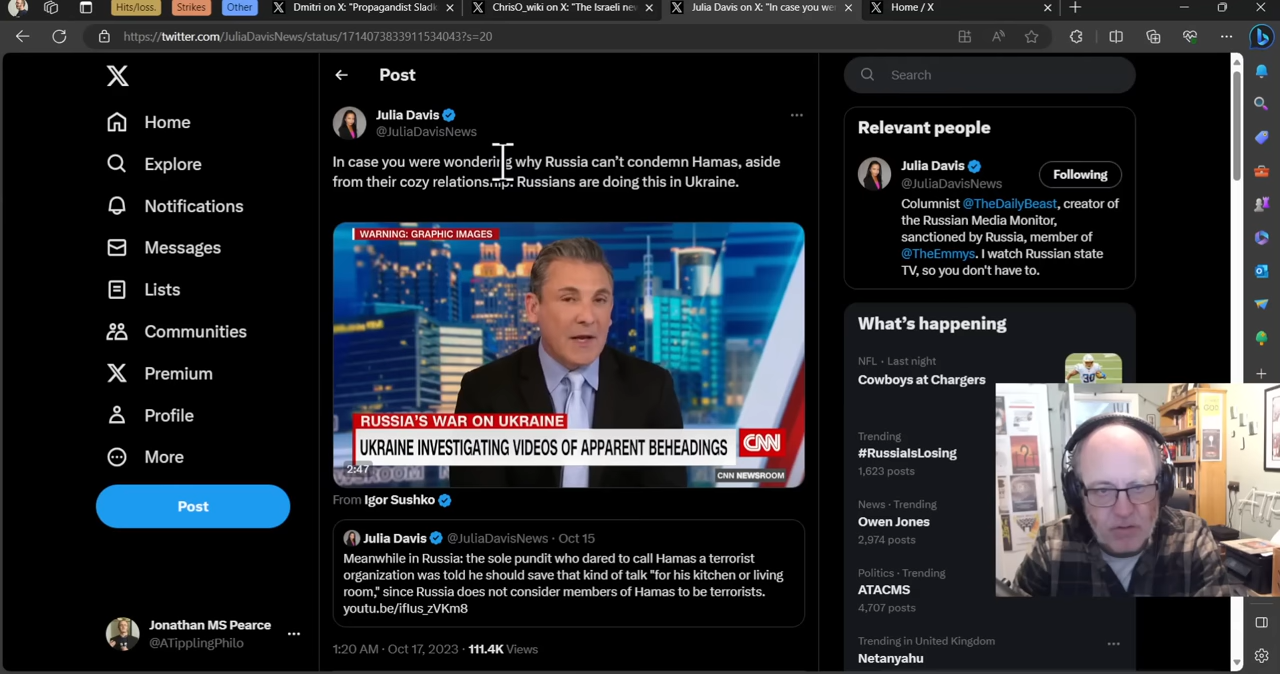 Hits/loss.
Strikes
Other
Dmitri on X: "Propagandist Sladk
ChrisO_wiki on X: "The Israeli nev
Julia Davis on X: "In case you wer
Home / X
https://twitter.com/JuliaDavisNews/status/1714073833911534043?s=20
Home
Explore
Notifications
Messages
Lists
Communities
Premium
Profile
More
Post
Jonathan MS Pearce
@ATipplingPhilo
Post
Julia Davis
@JuliaDavisNews
In case you were wondering why Russia can't condemn Hamas, aside
from their cozy relationship: Russians are doing this in Ukraine.
WARNING: GRAPHIC IMAGES
RUSSIA'S WAR ON UKRAINE
UKRAINE INVESTIGATING VIDEOS OF APPARENT BEHEADINGS
CNN
2:47
CNN NEWSROOM
From Igor Sushko
Julia Davis @JuliaDavisNews · Oct 15
Meanwhile in Russia: the sole pundit who dared to call Hamas a terrorist
organization was told he should save that kind of talk "for his kitchen or living
room," since Russia does not consider members of Hamas to be terrorists.
youtu.be/ifIus_zVKm8
1:20 AM · Oct 17, 2023 · 111.4K Views
Search
Relevant people
Julia Davis
@JuliaDavisNews
Following
Columnist @TheDailyBeast, creator of
the Russian Media Monitor,
sanctioned by Russia, member of
@TheEmmys. I watch Russian state
TV, so you don't have to.
What's happening
NFL · Last night
Cowboys at Chargers
Trending
#RussiaIsLosing
1,623 posts
News · Trending
Owen Jones
2,974 posts
Politics · Trending
ATACMS
4,707 posts
Trending in United Kingdom
Netanyahu